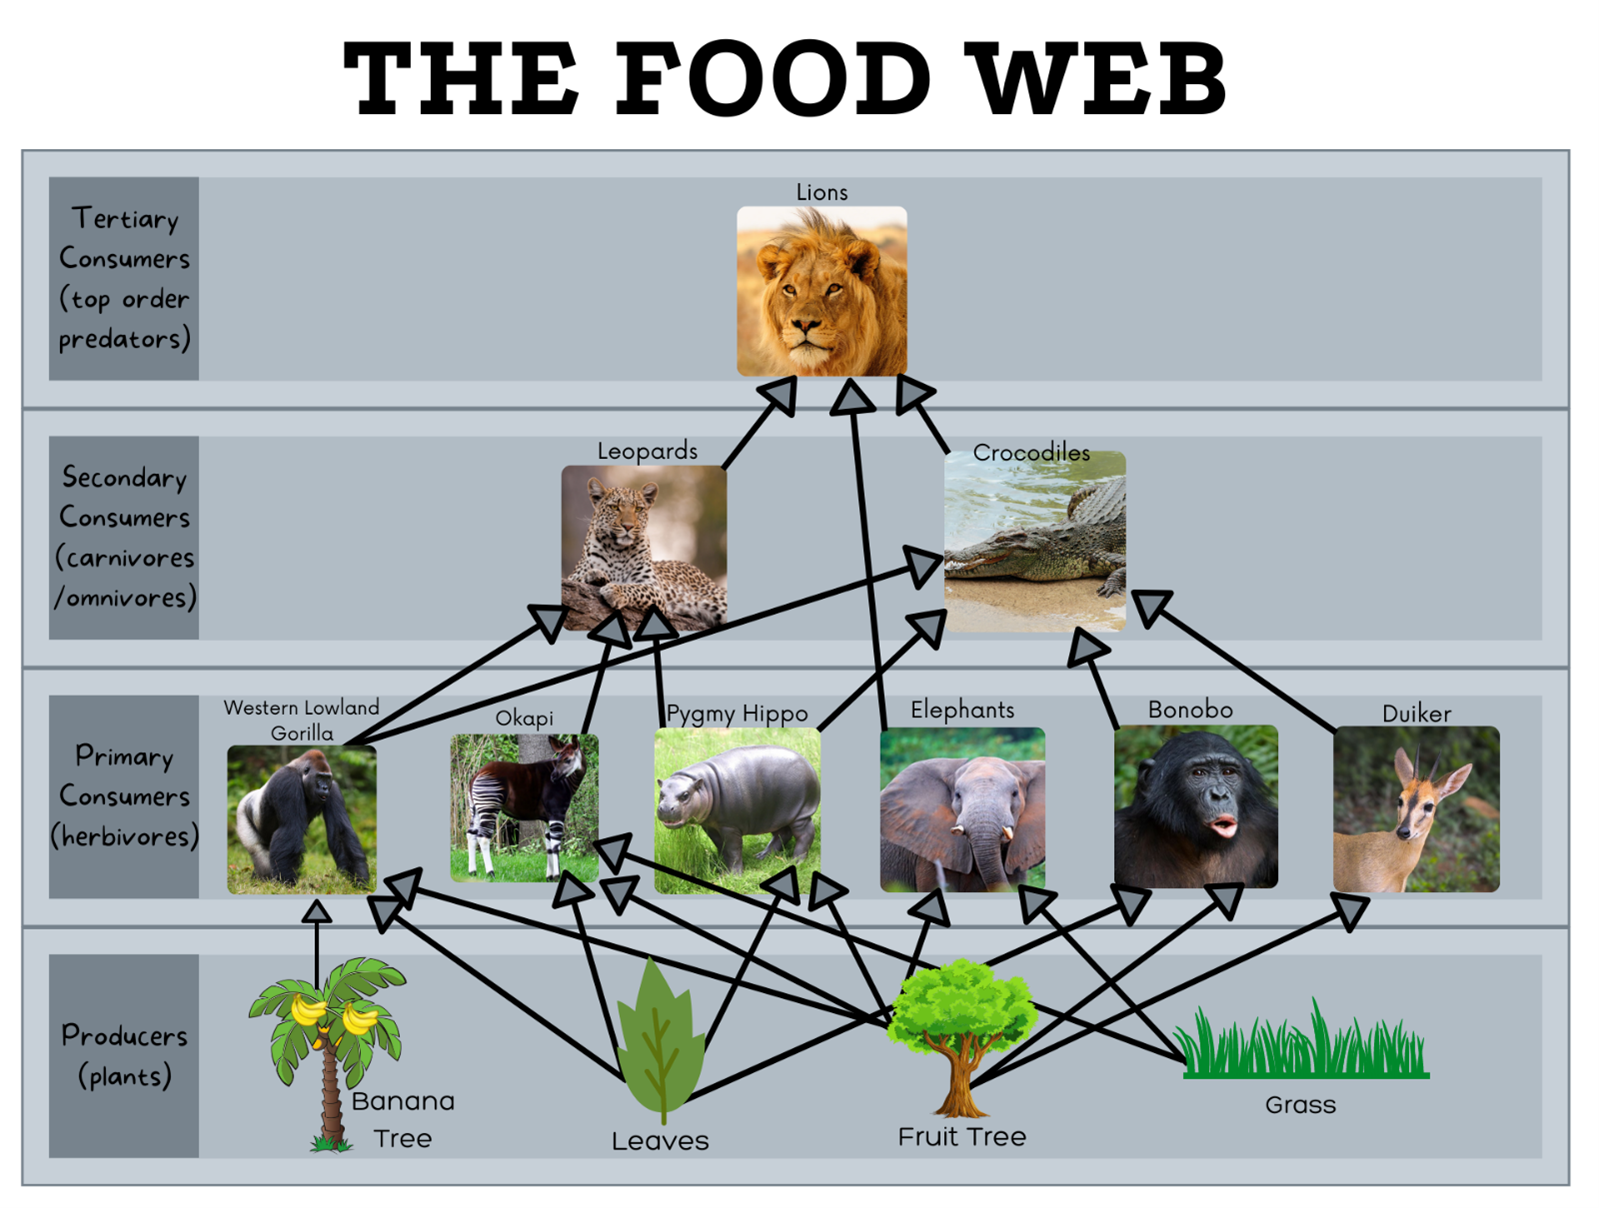 THE FOOD WEB
Tertiary
Consumers
(top order
predators)
Lions
Secondary
Consumers
(carnivores
/omnivores)
Leopards
Crocodiles
Primary
Consumers
(herbivores)
Western Lowland
Gorilla
Okapi
Pygmy Hippo
Elephants
Bonobo
Duiker
Producers
(plants)
Banana
Tree
Leaves
Fruit Tree
Grass